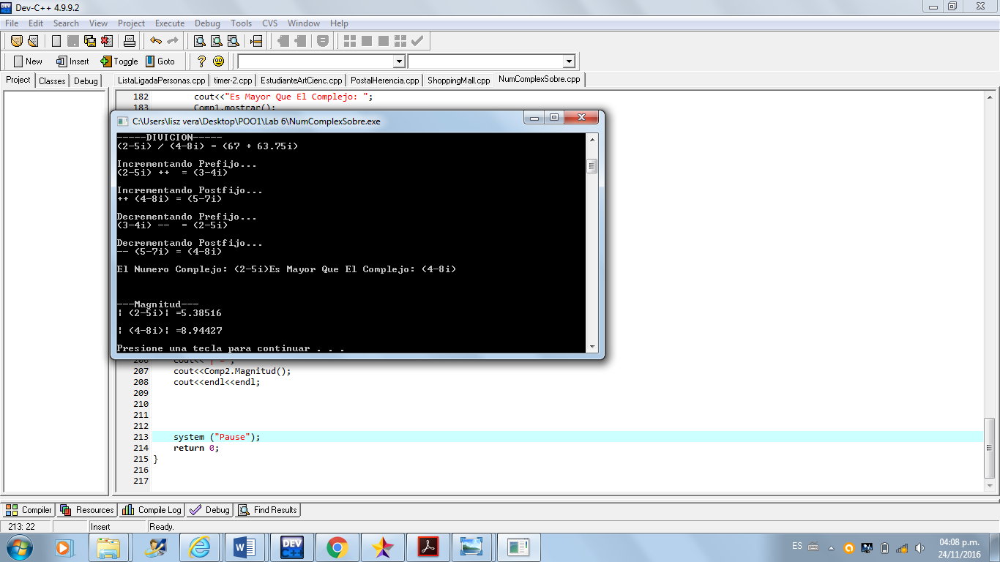 Dev-C++ 4.9.9.2
File Edit Search View Project Execute Debug Tools CVS Window Help
New Insert Toggle Goto
Project Classes Debug
ListaLigadaPersonas.cpp timer-2.cpp EstudianteArtCienc.cpp PostalHerencia.cpp ShoppingMall.cpp NumComplexSobre.cpp
182 cout<<"Es Mayor Que El Complejo: ";
183 Comp1.mostrar();
C:\Users\lisz vera\Desktop\POO1\Lab 6\NumComplexSobre.exe
-----DIVICION-----
(2-5i) / (4-8i) = (67 + 63.75i)
Incrementando Prefijo...
(2-5i) ++  = (3-4i)
Incrementando Postfijo...
++ (4-8i) = (5-7i)
Decrementando Prefijo...
(3-4i) --  = (2-5i)
Decrementando Postfijo...
-- (5-7i) = (4-8i)
El Numero Complejo: (2-5i)Es Mayor Que El Complejo: (4-8i)
---Magnitud---
¦ (2-5i)¦ =5.38516
¦ (4-8i)¦ =8.94427
Presione una tecla para continuar . . .
206 cout<<"| =";
207 cout<<Comp2.Magnitud();
208 cout<<endl<<endl;
209
210
211
212
213 system ("Pause");
214 return 0;
215 }
216
217
Compiler Resources Compile Log Debug Find Results
213: 22 Insert Ready.
DEV C++
ES 04:08 p.m.
24/11/2016